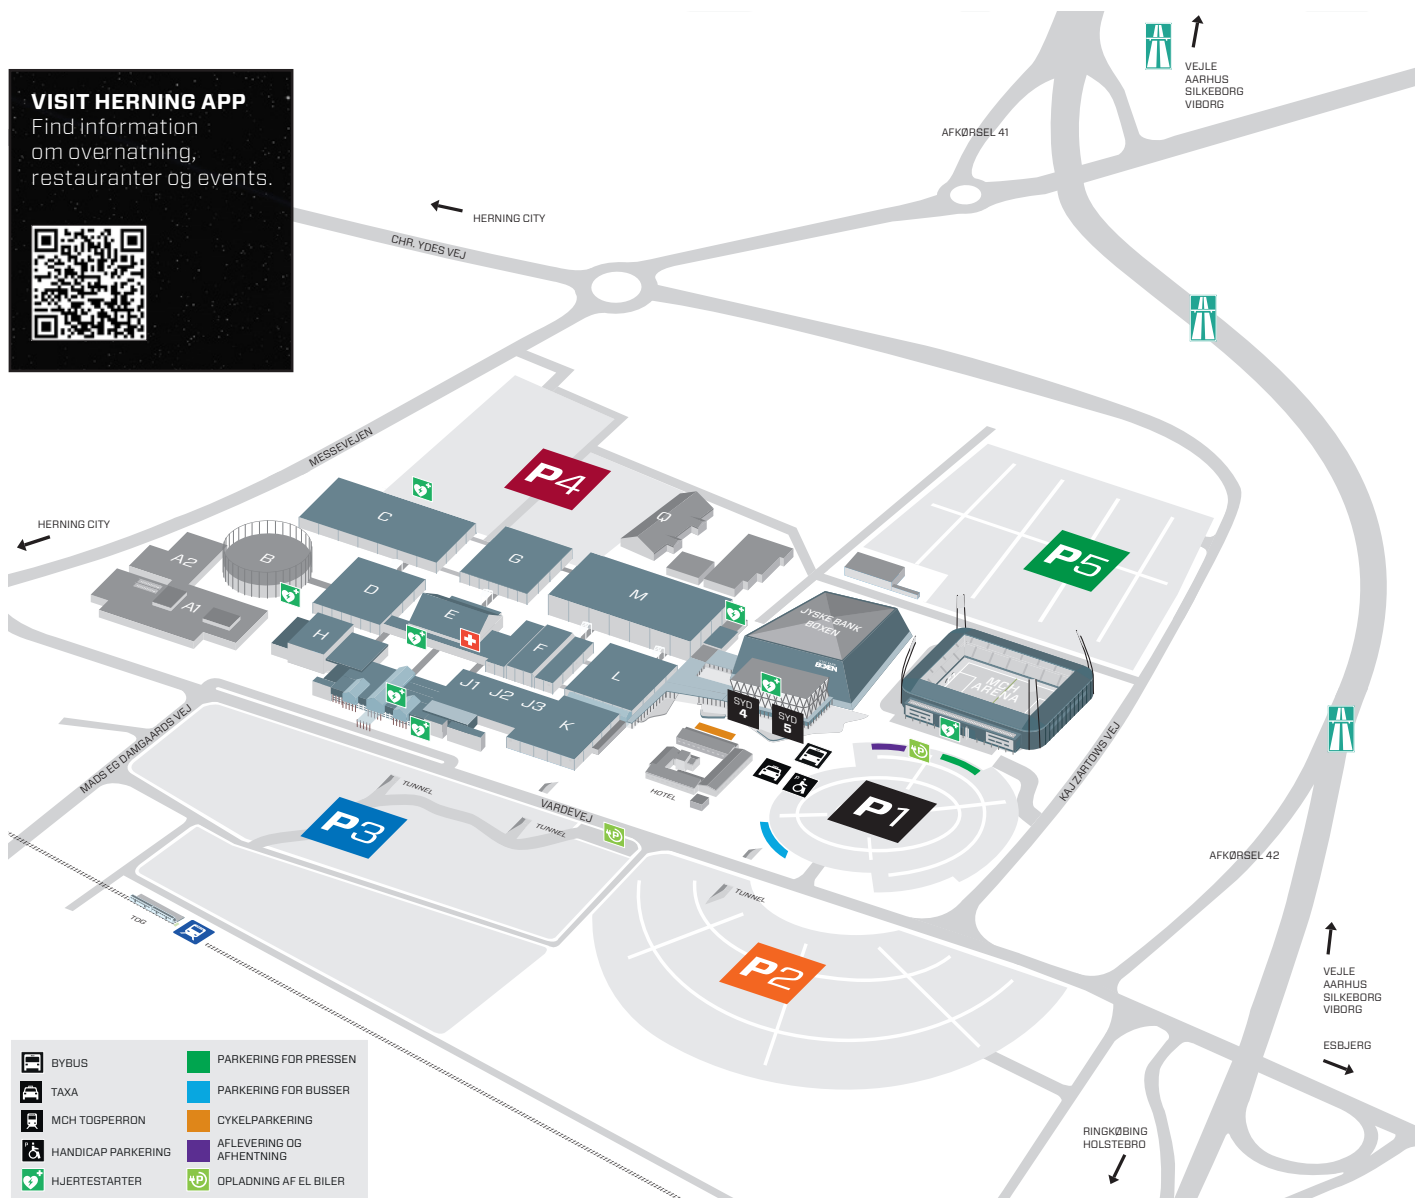 VISIT HERNING APP
Find information
om overnatning,
restauranter og events.
VEJLE
AARHUS
SILKEBORG
VIBORG
AFKØRSEL 41
HERNING CITY
CHR. YDES VEJ
MESSEVEJEN
HERNING CITY
P4
P5
C
Q
G
B
A2
A1
D
M
E
H
F
L
J1
J2
J3
K
JYSKE BANK
BOXEN
BOXEN
MCH
ARENA
SYD
4
SYD
5
HOTEL
P1
P
P
MADS EG DAMGAARDS VEJ
KAJ ZARTOWS VEJ
TUNNEL
P3
VARDEVEJ
TUNNEL
P
TUNNEL
AFKØRSEL 42
TOG
P2
VEJLE
AARHUS
SILKEBORG
VIBORG
ESBJERG
RINGKØBING
HOLSTEBRO
BYBUS
TAXA
MCH TOGPERRON
P
HANDICAP PARKERING
HJERTESTARTER
PARKERING FOR PRESSEN
PARKERING FOR BUSSER
CYKELPARKERING
AFLEVERING OG
AFHENTNING
P
OPLADNING AF EL BILER